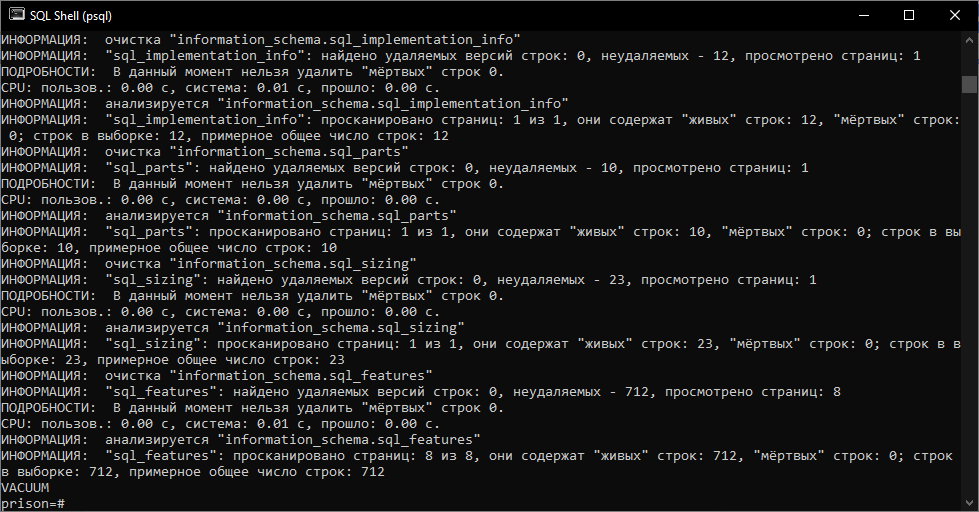 SQL Shell (psql)
ИНФОРМАЦИЯ:  очистка "information_schema.sql_implementation_info"
ИНФОРМАЦИЯ:  "sql_implementation_info": найдено удаляемых версий строк: 0, неудаляемых - 12, просмотрено страниц: 1
ПОДРОБНОСТИ:  В данный момент нельзя удалить "мёртвых" строк 0.
CPU: пользов.: 0.00 с, система: 0.01 с, прошло: 0.00 с.
ИНФОРМАЦИЯ:  анализируется "information_schema.sql_implementation_info"
ИНФОРМАЦИЯ:  "sql_implementation_info": просканировано страниц: 1 из 1, они содержат "живых" строк: 12, "мёртвых" строк:
 0; строк в выборке: 12, примерное общее число строк: 12
ИНФОРМАЦИЯ:  очистка "information_schema.sql_parts"
ИНФОРМАЦИЯ:  "sql_parts": найдено удаляемых версий строк: 0, неудаляемых - 10, просмотрено страниц: 1
ПОДРОБНОСТИ:  В данный момент нельзя удалить "мёртвых" строк 0.
CPU: пользов.: 0.00 с, система: 0.00 с, прошло: 0.00 с.
ИНФОРМАЦИЯ:  анализируется "information_schema.sql_parts"
ИНФОРМАЦИЯ:  "sql_parts": просканировано страниц: 1 из 1, они содержат "живых" строк: 10, "мёртвых" строк: 0; строк в вы
борке: 10, примерное общее число строк: 10
ИНФОРМАЦИЯ:  очистка "information_schema.sql_sizing"
ИНФОРМАЦИЯ:  "sql_sizing": найдено удаляемых версий строк: 0, неудаляемых - 23, просмотрено страниц: 1
ПОДРОБНОСТИ:  В данный момент нельзя удалить "мёртвых" строк 0.
CPU: пользов.: 0.00 с, система: 0.00 с, прошло: 0.00 с.
ИНФОРМАЦИЯ:  анализируется "information_schema.sql_sizing"
ИНФОРМАЦИЯ:  "sql_sizing": просканировано страниц: 1 из 1, они содержат "живых" строк: 23, "мёртвых" строк: 0; строк в в
ыборке: 23, примерное общее число строк: 23
ИНФОРМАЦИЯ:  очистка "information_schema.sql_features"
ИНФОРМАЦИЯ:  "sql_features": найдено удаляемых версий строк: 0, неудаляемых - 712, просмотрено страниц: 8
ПОДРОБНОСТИ:  В данный момент нельзя удалить "мёртвых" строк 0.
CPU: пользов.: 0.00 с, система: 0.01 с, прошло: 0.00 с.
ИНФОРМАЦИЯ:  анализируется "information_schema.sql_features"
ИНФОРМАЦИЯ:  "sql_features": просканировано страниц: 8 из 8, они содержат "живых" строк: 712, "мёртвых" строк: 0; строк
в выборке: 712, примерное общее число строк: 712
VACUUM
prison=#